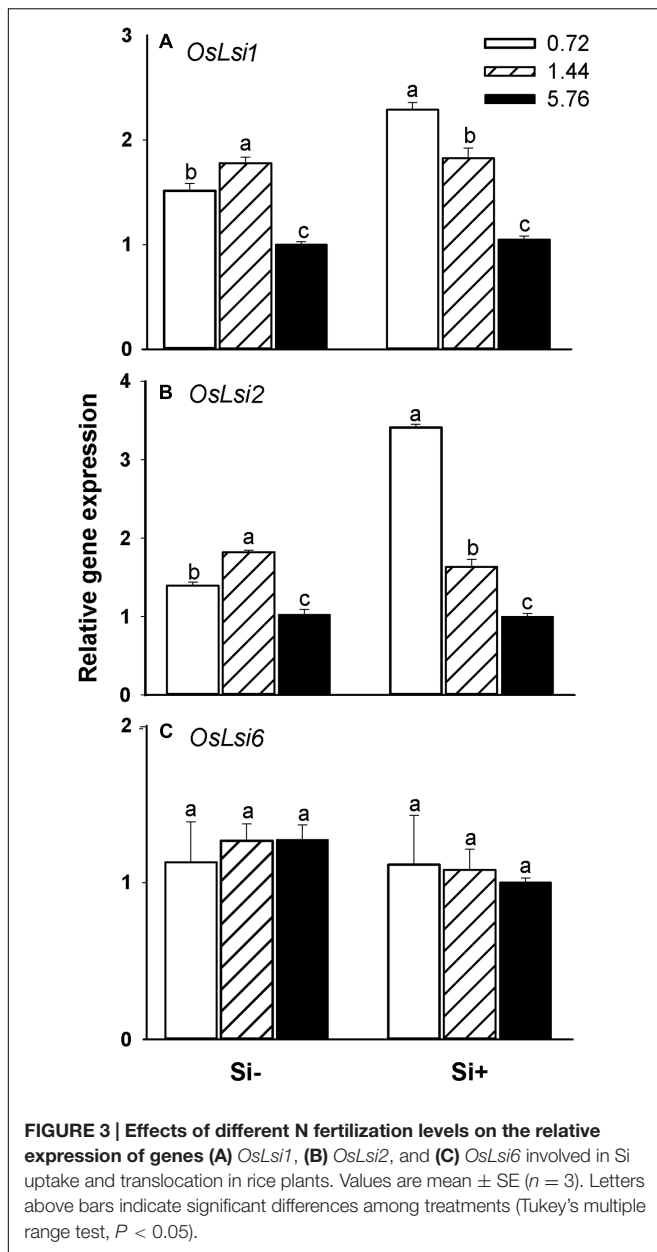 A OsLsi1
0.72
1.44
5.76
3
2
1
0
b
a
c
a
b
c
B OsLsi2
4
3
2
1
0
b
a
c
a
b
c
Relative gene expression
C OsLsi6
2
1
0
a
a
a
a
a
a
Si-
Si+
FIGURE 3 | Effects of different N fertilization levels on the relative
expression of genes (A) OsLsi1, (B) OsLsi2, and (C) OsLsi6 involved in Si
uptake and translocation in rice plants. Values are mean ± SE (n = 3). Letters
above bars indicate significant differences among treatments (Tukey's multiple
range test, P < 0.05).